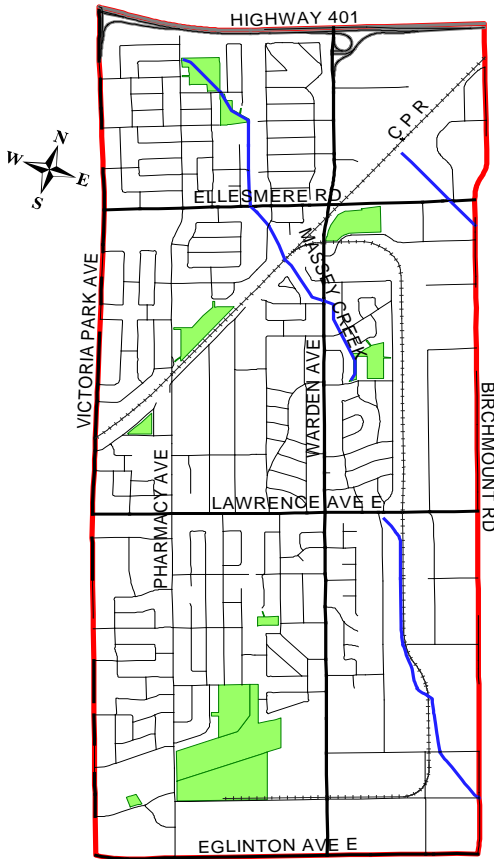 HIGHWAY 401
C P R
N
W
E
S
ELLESMERE RD
MASSEY CREEK
VICTORIA PARK AVE
WARDEN AVE
BIRCHMOUNT RD
PHARMACY AVE
LAWRENCE AVE E
EGLINTON AVE E